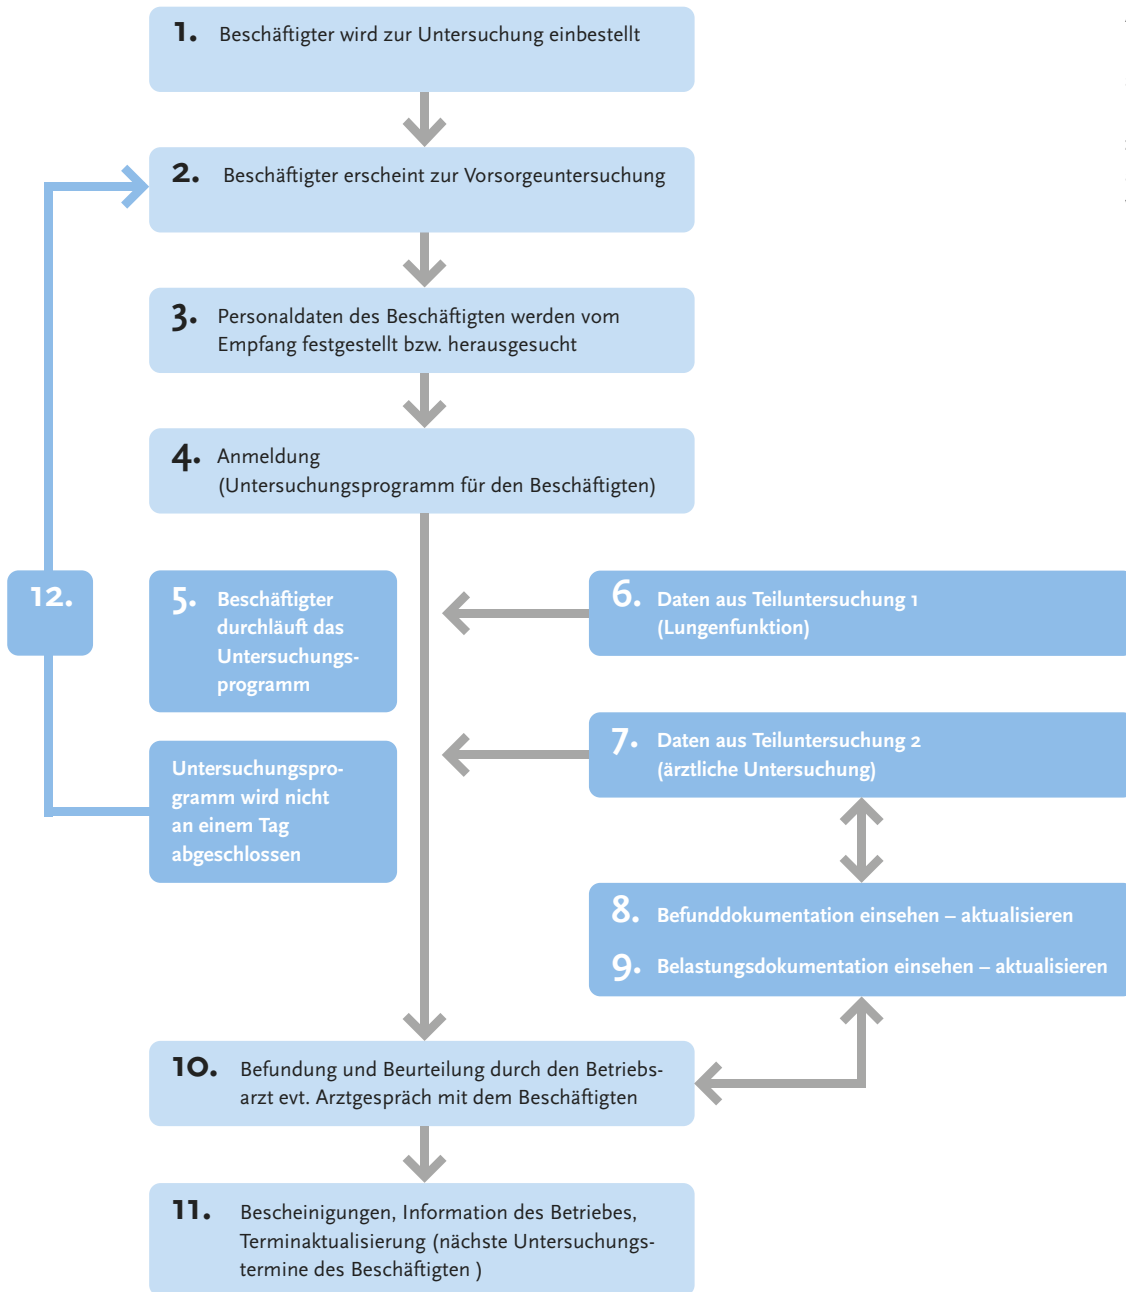 1. Beschäftigter wird zur Untersuchung einbestellt
2. Beschäftigter erscheint zur Vorsorgeuntersuchung
3. Personaldaten des Beschäftigten werden vom
Empfang festgestellt bzw. herausgesucht
4. Anmeldung
(Untersuchungsprogramm für den Beschäftigten)
12.
5. Beschäftigter
durchläuft das
Untersuchungs-
programm
6. Daten aus Teiluntersuchung 1
(Lungenfunktion)
7. Daten aus Teiluntersuchung 2
(ärztliche Untersuchung)
Untersuchungspro-
gramm wird nicht
an einem Tag
abgeschlossen
8. Befunddokumentation einsehen – aktualisieren
9. Belastungsdokumentation einsehen – aktualisieren
10. Befundung und Beurteilung durch den Betriebs-
arzt evt. Arztgespräch mit dem Beschäftigten
11. Bescheinigungen, Information des Betriebes,
Terminaktualisierung (nächste Untersuchungs-
termine des Beschäftigten )